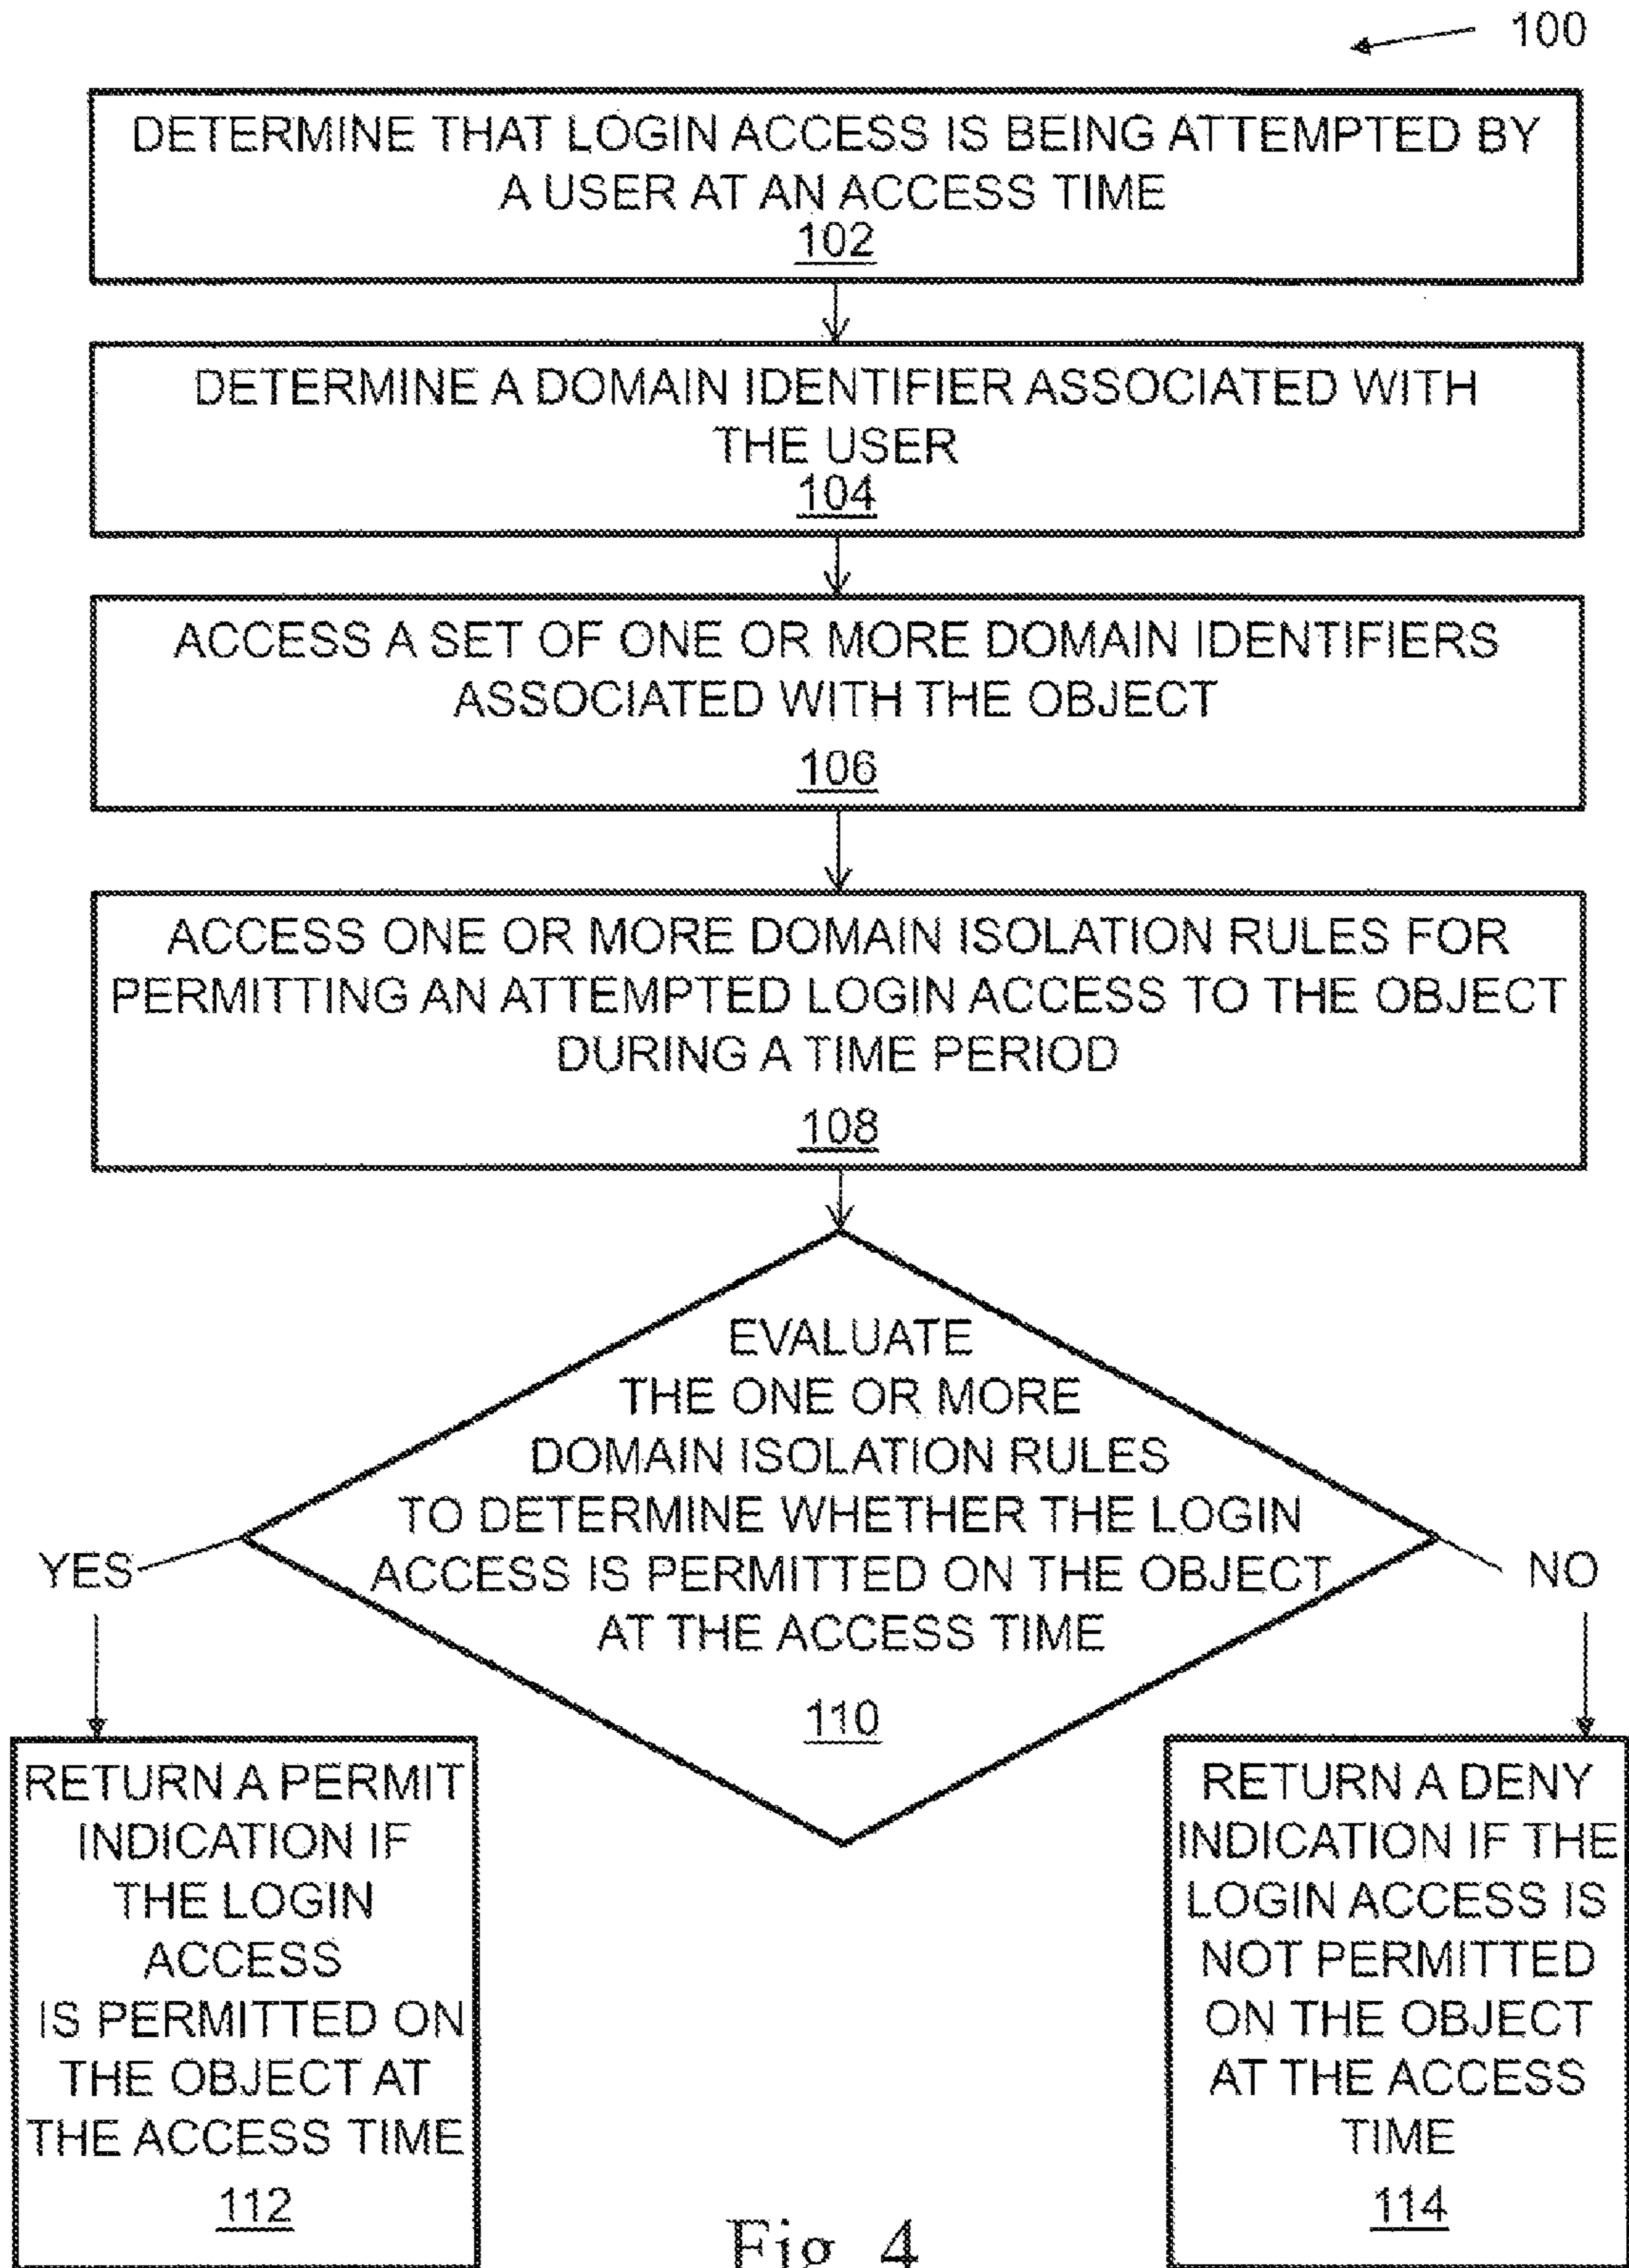 100
DETERMINE THAT LOGIN ACCESS IS BEING ATTEMPTED BY
A USER AT AN ACCESS TIME
102
DETERMINE A DOMAIN IDENTIFIER ASSOCIATED WITH
THE USER
104
ACCESS A SET OF ONE OR MORE DOMAIN IDENTIFIERS
ASSOCIATED WITH THE OBJECT
106
ACCESS ONE OR MORE DOMAIN ISOLATION RULES FOR
PERMITTING AN ATTEMPTED LOGIN ACCESS TO THE OBJECT
DURING A TIME PERIOD
108
EVALUATE
THE ONE OR MORE
DOMAIN ISOLATION RULES
TO DETERMINE WHETHER THE LOGIN
ACCESS IS PERMITTED ON THE OBJECT
AT THE ACCESS TIME
110
YES
NO
RETURN A PERMIT
INDICATION IF
THE LOGIN
ACCESS
IS PERMITTED ON
THE OBJECT AT
THE ACCESS TIME
112
RETURN A DENY
INDICATION IF THE
LOGIN ACCESS IS
NOT PERMITTED
ON THE OBJECT
AT THE ACCESS
TIME
114
Fig. 4